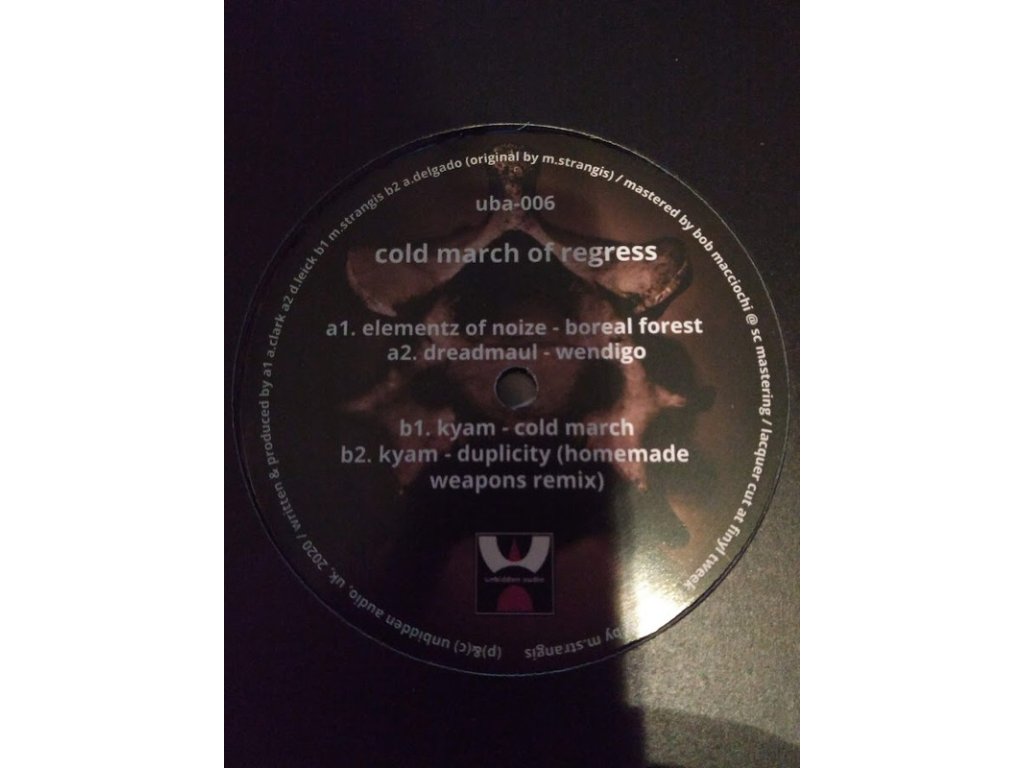 uba-006
cold march of regress
a1. elementz of noize - boreal forest
a2. dreadmaul - wendigo
b1. kyam - cold march
b2. kyam - duplicity (homemade
weapons remix)
unbidden audio
(p)&(c) unbidden audio, uk, 2020 / written & produced by a1 a.clark a2 d.leick b1 m.strangis b2 a.delgado (original by m.strangis) / mastered by bob macciochi @ sc mastering / lacquer cut at finyl tweek
by m.strangis